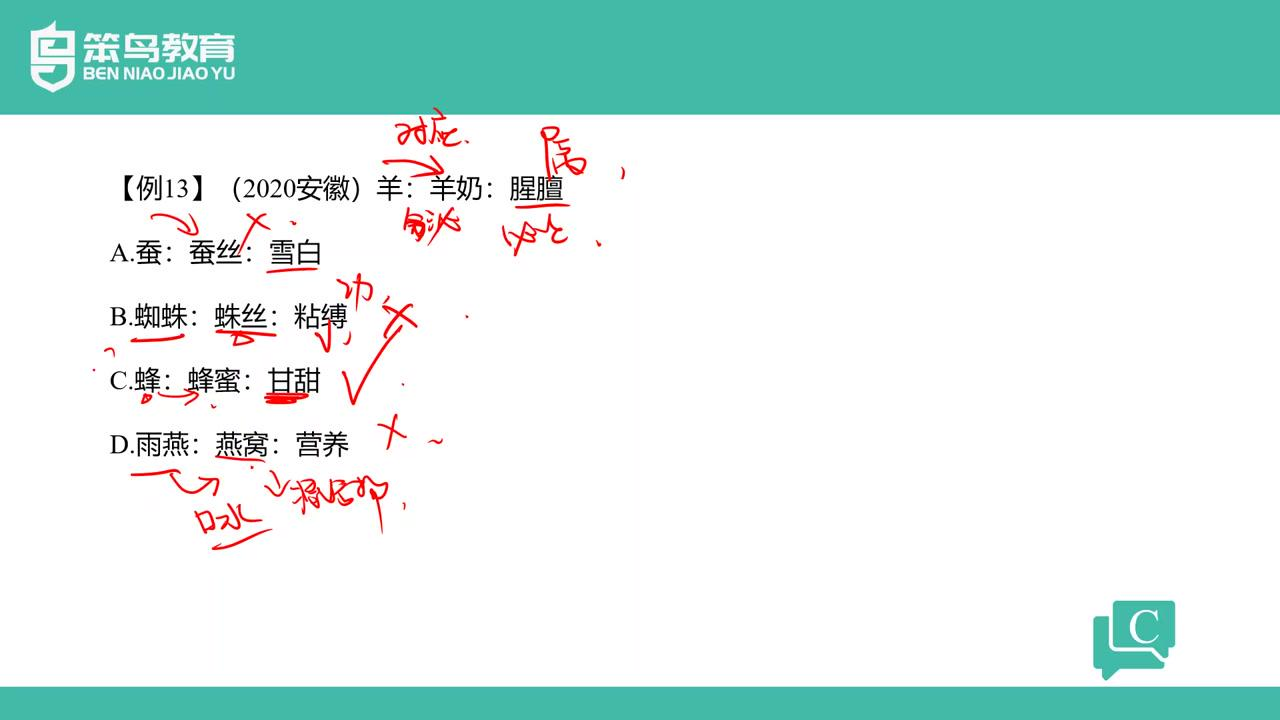 笨鸟教育
BEN NIAO JIAO YU
对应
属
【例13】（2020安徽）羊：羊奶：腥膻
分泌
A.蚕：蚕丝：雪白
功
B.蜘蛛：蛛丝：粘缚
C.蜂：蜂蜜：甘甜
D.雨燕：燕窝：营养
口水
C